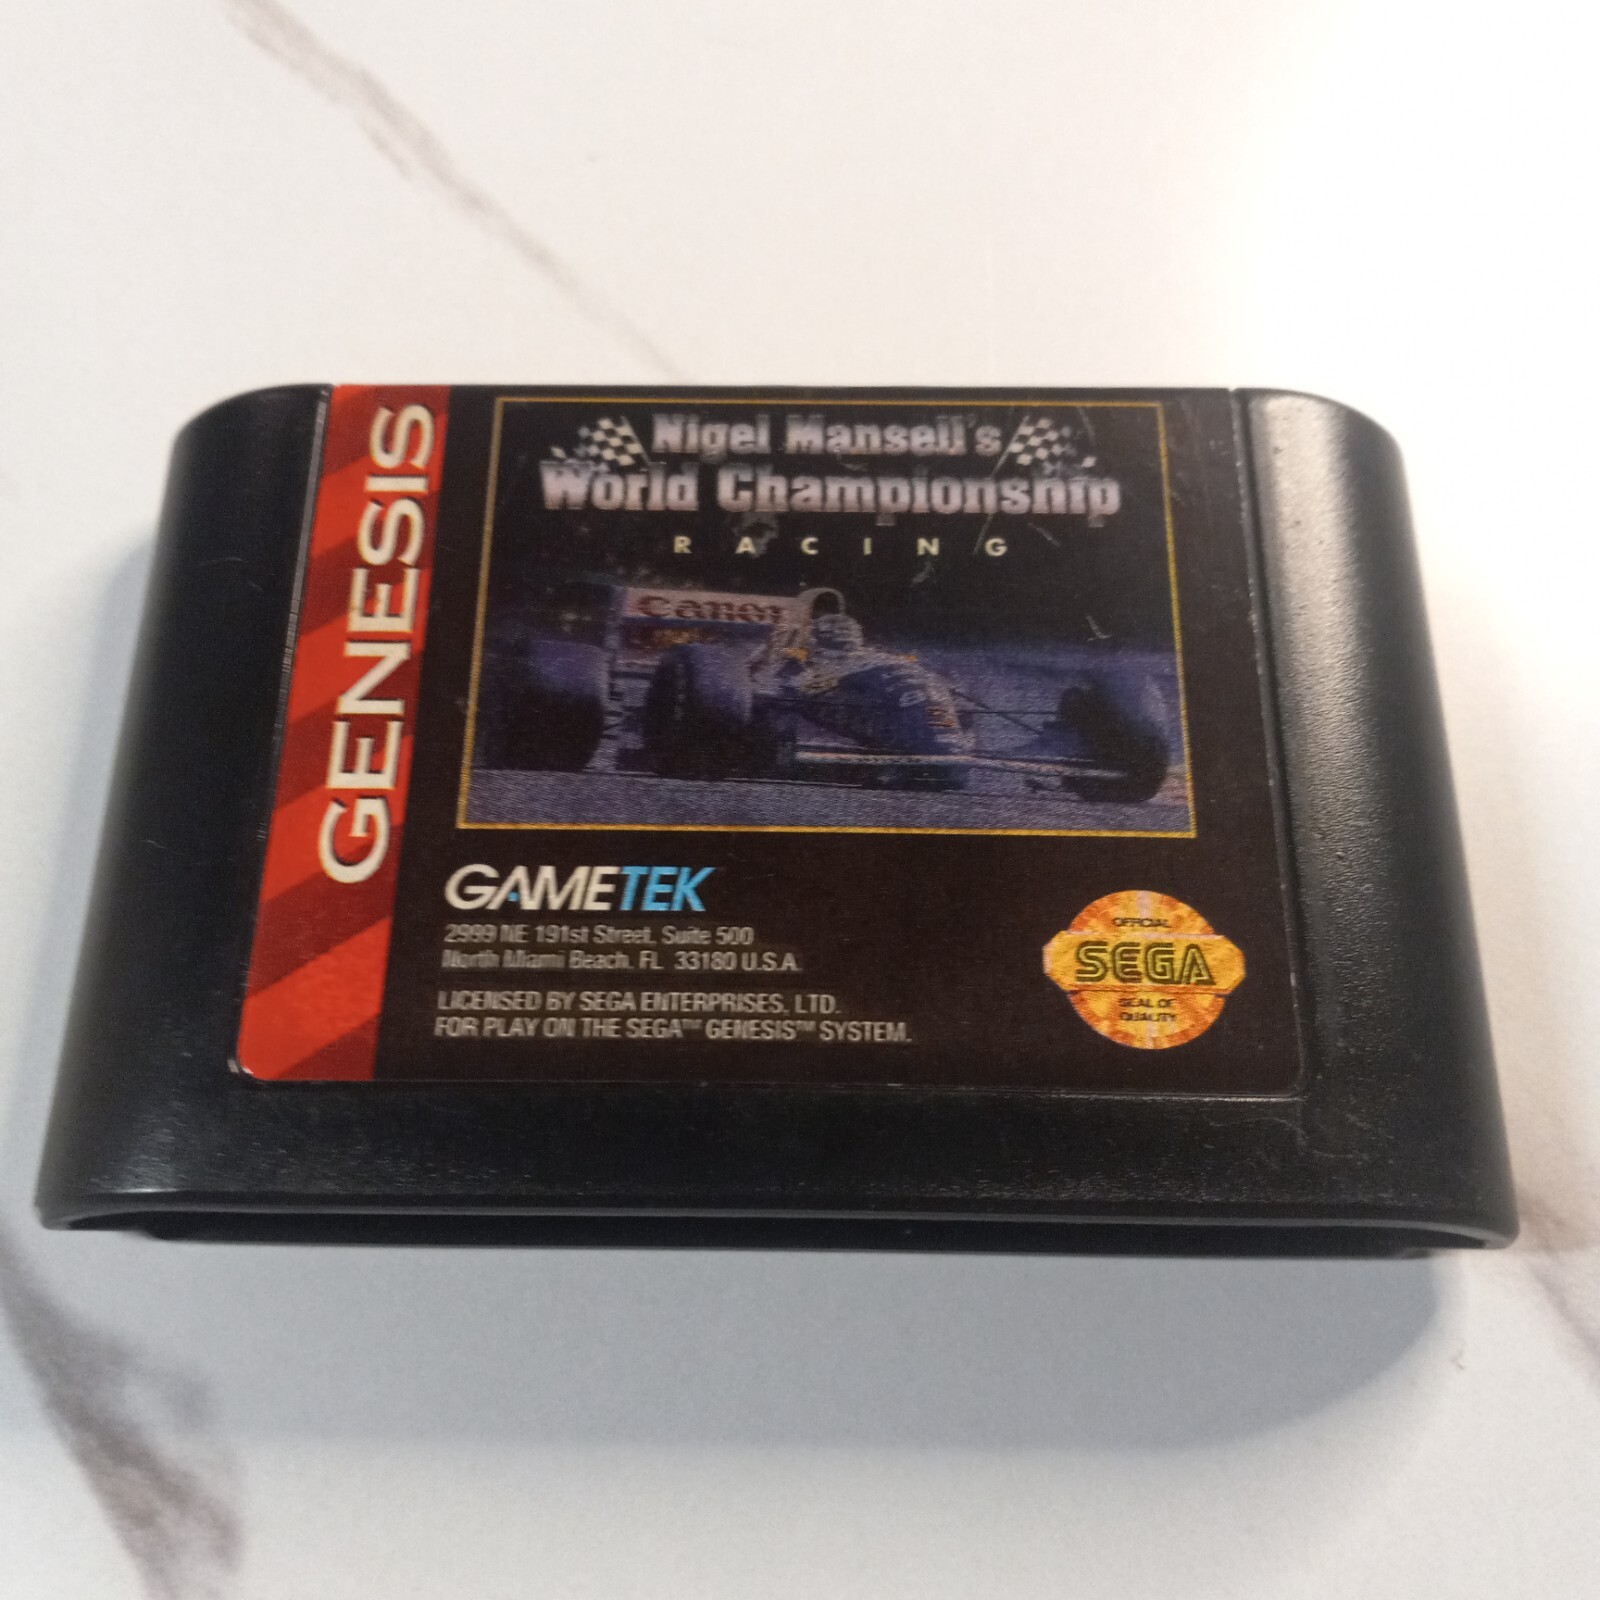 GENESIS
Nigel Mansell's
World Championship
RACING
Canon
GAMETEK
2999 NE 191st Street, Suite 500
North Miami Beach, FL 33180 U.S.A.
LICENSED BY SEGA ENTERPRISES, LTD.
FOR PLAY ON THE SEGA™ GENESIS™ SYSTEM.
OFFICIAL
SEGA
SEAL OF
QUALITY